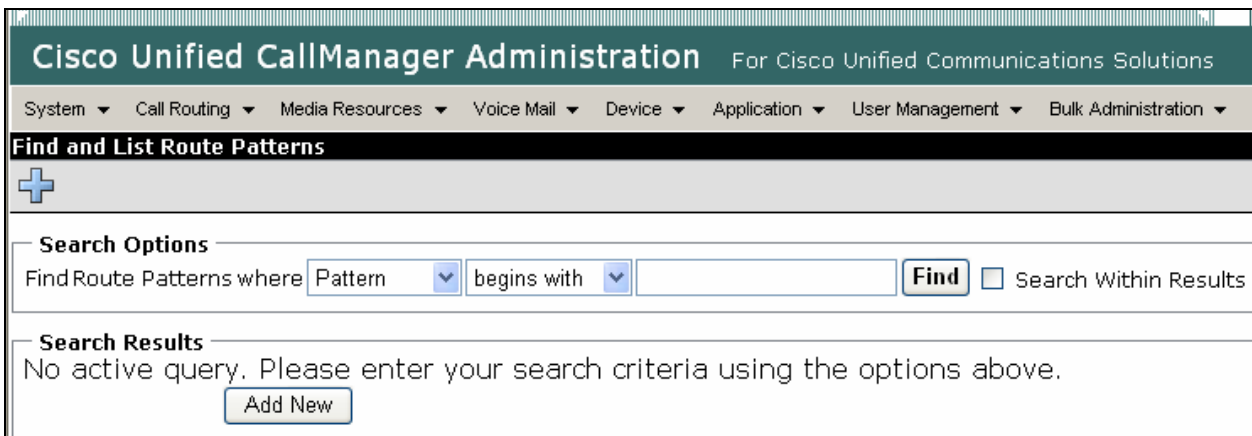 Cisco Unified CallManager Administration For Cisco Unified Communications Solutions
System Call Routing Media Resources Voice Mail Device Application User Management Bulk Administration
Find and List Route Patterns
Search Options
Find Route Patterns where Pattern begins with Find Search Within Results
Search Results
No active query. Please enter your search criteria using the options above.
Add New